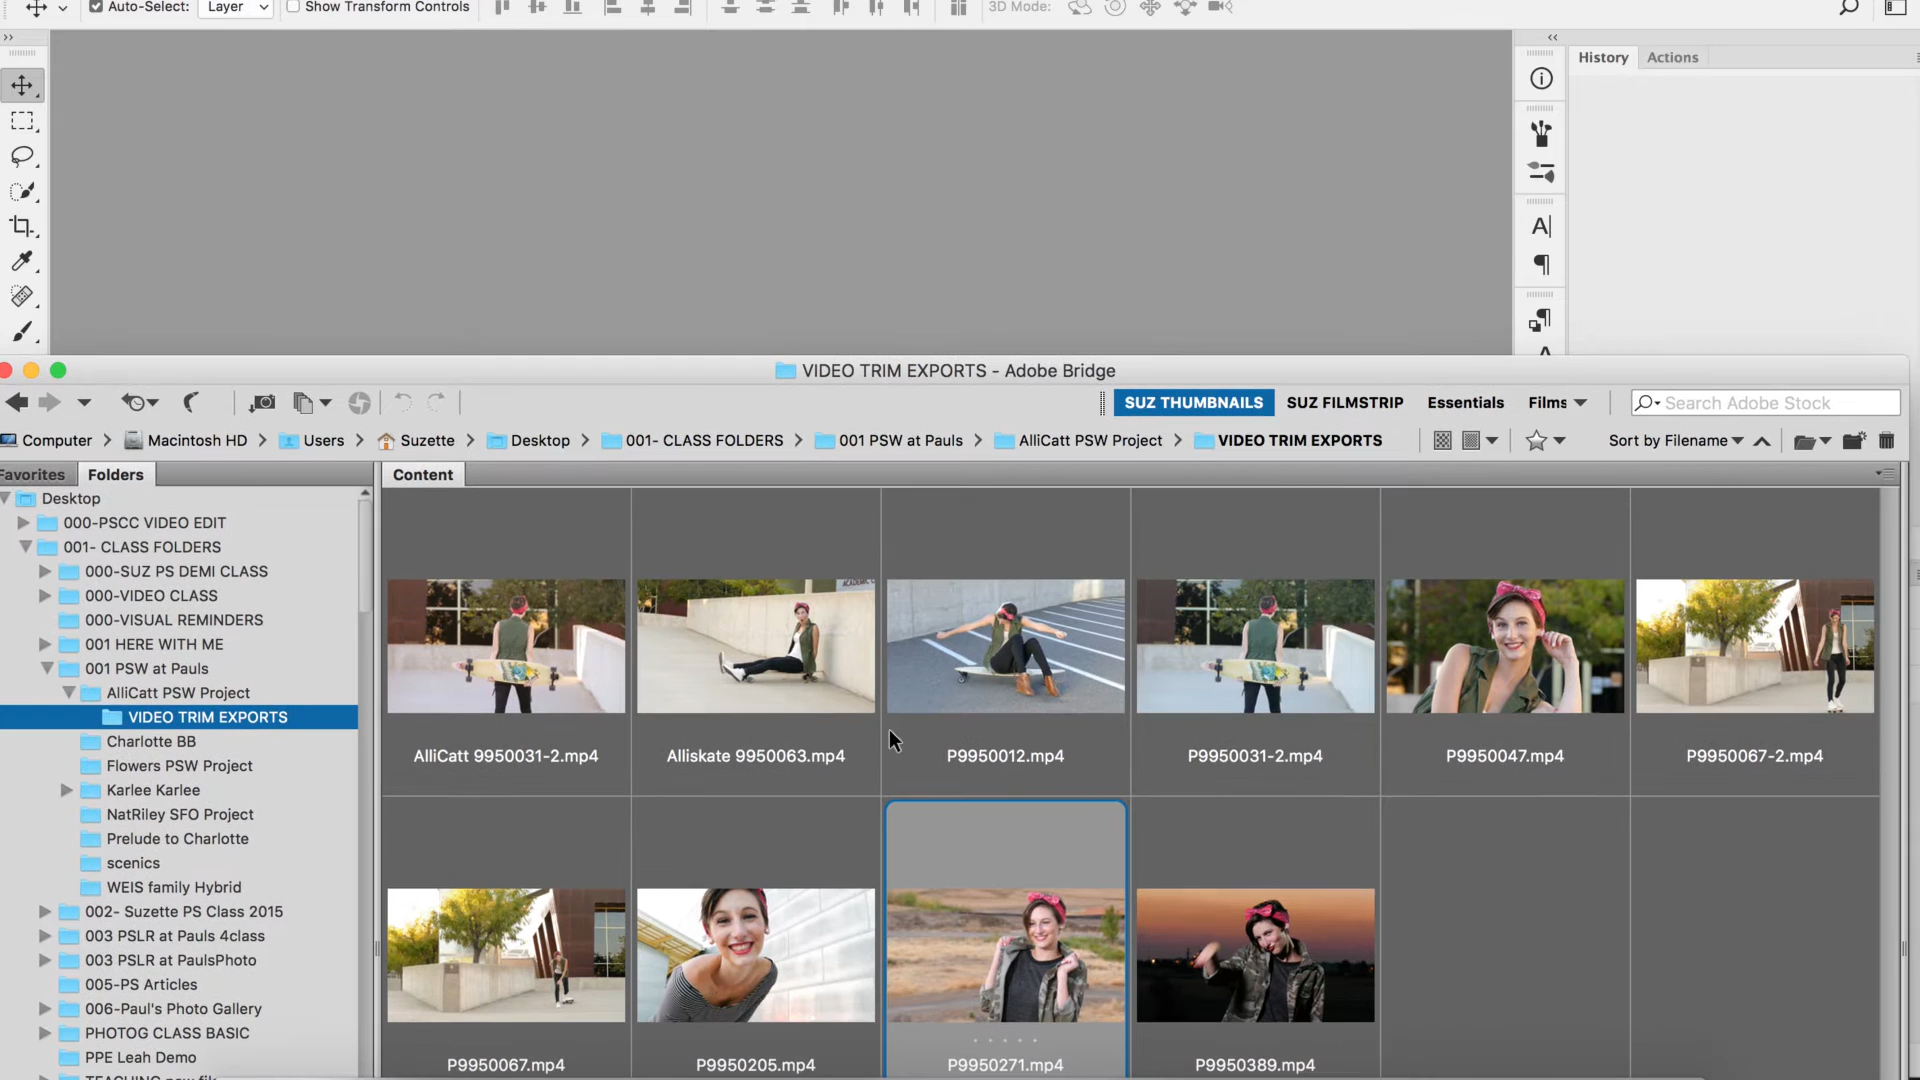 Auto-Select: Layer Show Transform Controls 3D Mode:
History Actions
VIDEO TRIM EXPORTS - Adobe Bridge
SUZ THUMBNAILS SUZ FILMSTRIP Essentials Films Search Adobe Stock
Computer Macintosh HD Users Suzette Desktop 001- CLASS FOLDERS 001 PSW at Pauls AlliCatt PSW Project VIDEO TRIM EXPORTS Sort by Filename
Favorites Folders Content
Desktop
000-PSCC VIDEO EDIT
001- CLASS FOLDERS
000-SUZ PS DEMI CLASS
000-VIDEO CLASS
000-VISUAL REMINDERS
001 HERE WITH ME
001 PSW at Pauls
AlliCatt PSW Project
VIDEO TRIM EXPORTS
Charlotte BB
Flowers PSW Project
Karlee Karlee
NatRiley SFO Project
Prelude to Charlotte
scenics
WEIS family Hybrid
002- Suzette PS Class 2015
003 PSLR at Pauls 4class
003 PSLR at PaulsPhoto
005-PS Articles
006-Paul's Photo Gallery
PHOTOG CLASS BASIC
PPE Leah Demo
AlliCatt 9950031-2.mp4 Alliskate 9950063.mp4 P9950012.mp4 P9950031-2.mp4 P9950047.mp4 P9950067-2.mp4
P9950067.mp4 P9950205.mp4 P9950271.mp4 P9950389.mp4